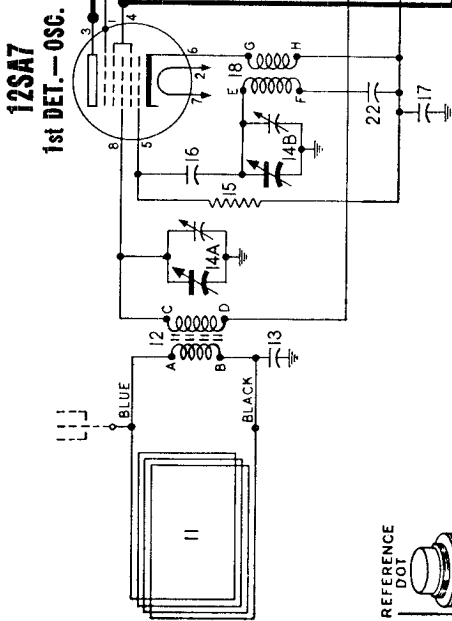 12SA7
1st DET.—OSC.
3
1
4
8
5
6
2
7
G
H
18
E
F
16
15
14B
22
17
14A
C
D
12
A
B
13
BLUE
BLACK
11
REFERENCE
DOT